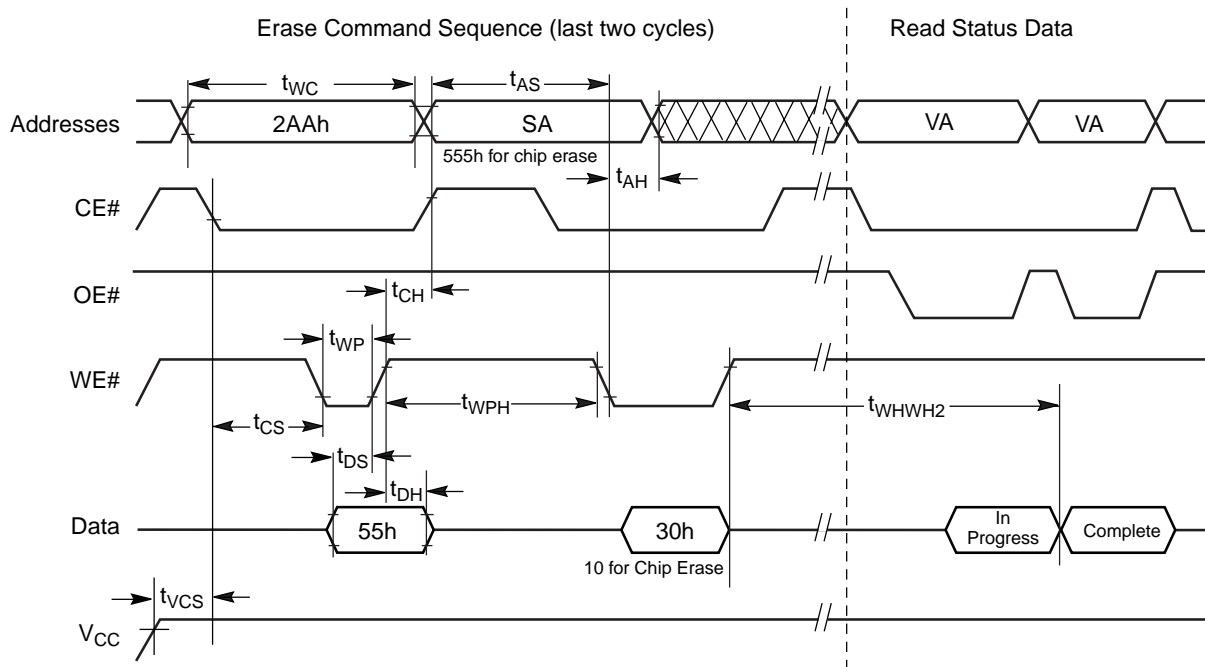 Erase Command Sequence (last two cycles)
Read Status Data
tWC
tAS
Addresses
2AAh
SA
VA
VA
555h for chip erase
tAH
CE#
OE#
tCH
tWP
WE#
tWPH
tWHWH2
tCS
tDS
tDH
Data
55h
30h
In
Progress
Complete
10 for Chip Erase
tVCS
VCC